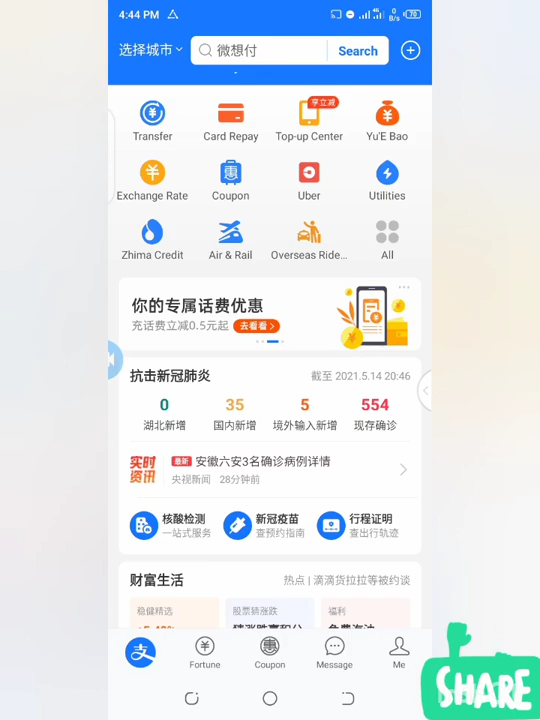 4:44 PM
4G
0
B/s
70
选择城市
微想付
Search
享立减
Transfer
Card Repay
Top-up Center
Yu'E Bao
惠
Exchange Rate
Coupon
Uber
Utilities
Zhima Credit
Air & Rail
Overseas Ride...
All
你的专属话费优惠
充话费立减0.5元起
去看看
抗击新冠肺炎
截至 2021.5.14 20:46
0
35
5
554
湖北新增
国内新增
境外输入新增
现存确诊
实时
资讯
最新
安徽六安3名确诊病例详情
央视新闻 28分钟前
核酸检测
一站式服务
新冠疫苗
查预约指南
行程证明
查出行轨迹
财富生活
热点 | 滴滴货拉拉等被约谈
稳健精选
股票猜涨跌
福利
支
惠
Fortune
Coupon
Message
Me
SHARE